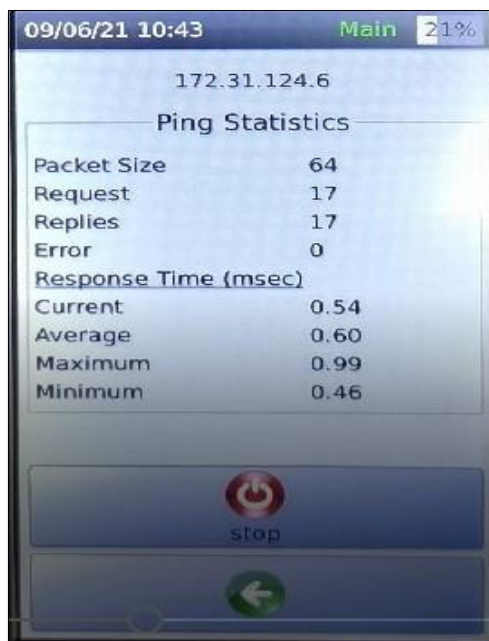 09/06/21 10:43 Main 21%
172.31.124.6
Ping Statistics
Packet Size 64
Request 17
Replies 17
Error 0
Response Time (msec)
Current 0.54
Average 0.60
Maximum 0.99
Minimum 0.46
stop